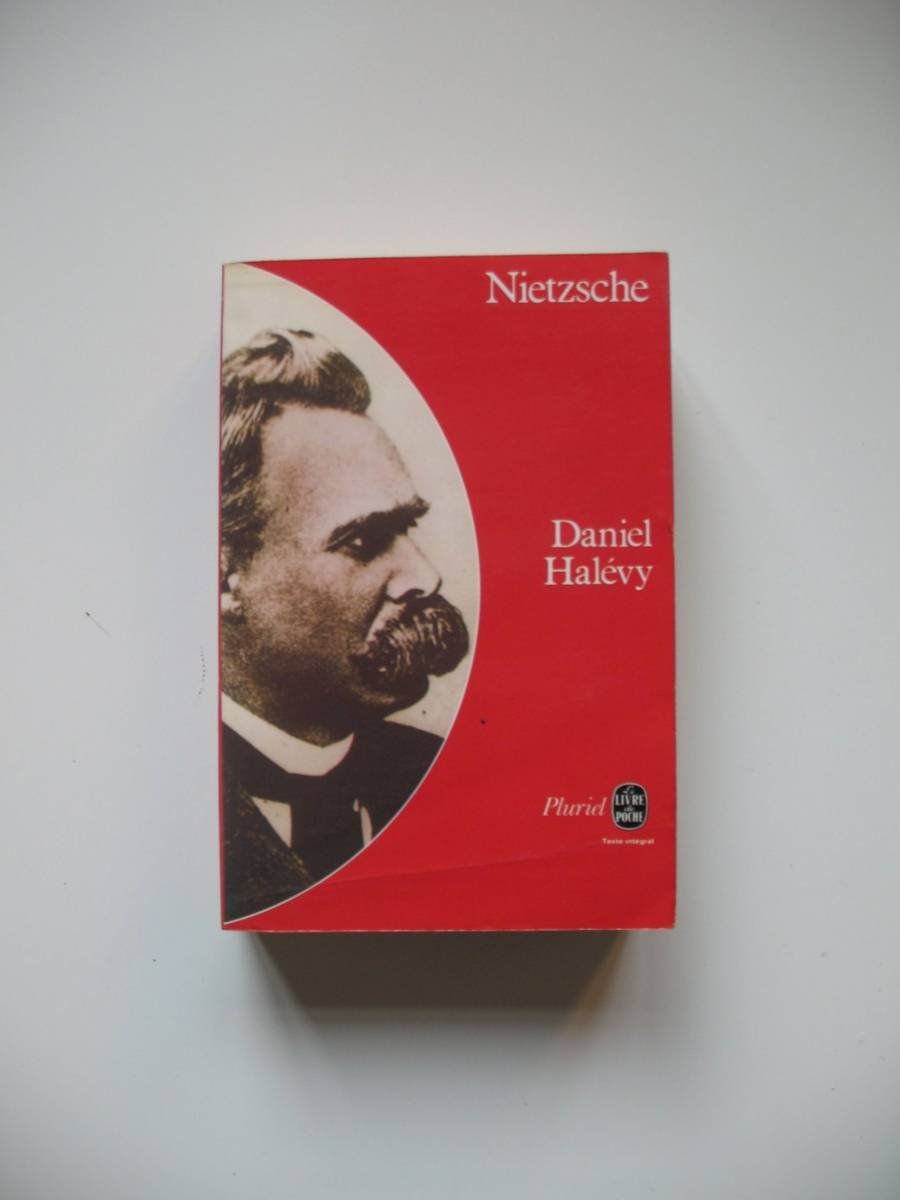 Nietzsche
Daniel
Halévy
Pluriel
Le
LIVRE
de
POCHE
Texte intégral